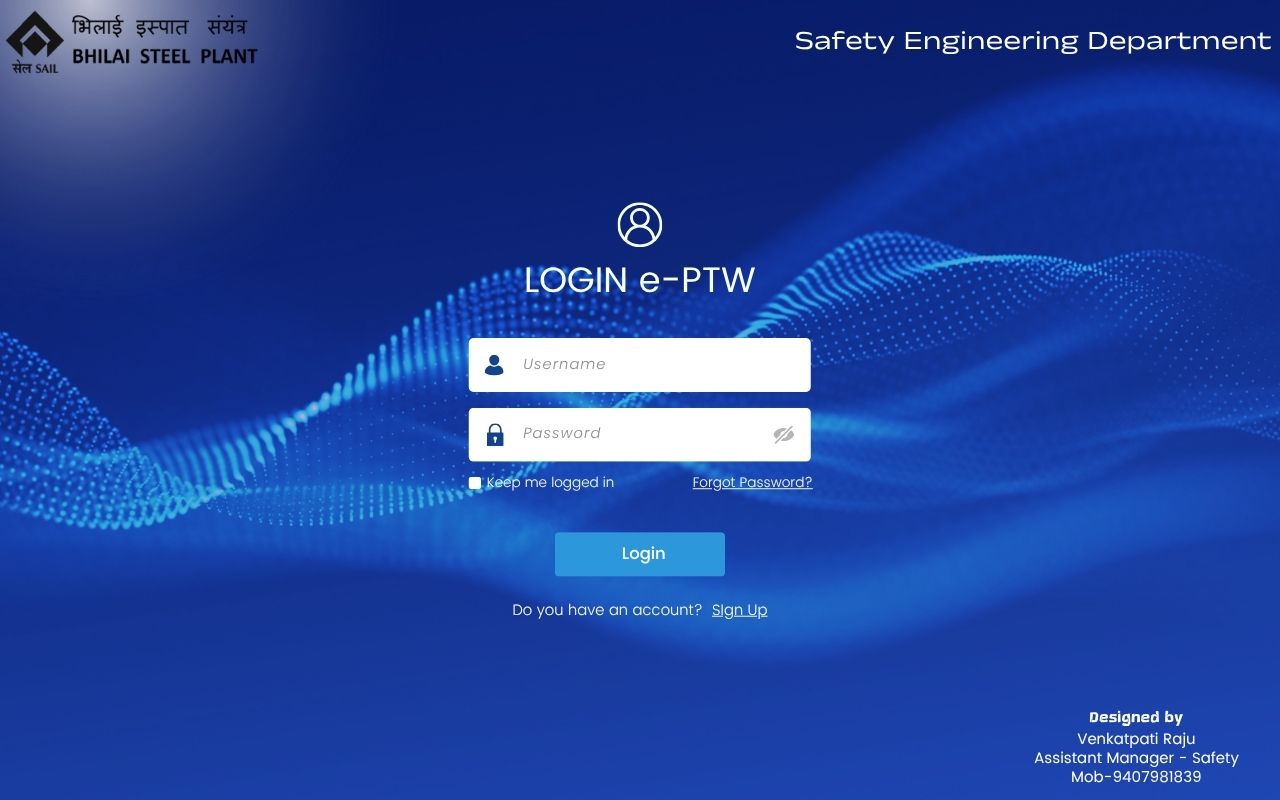 भिलाई इस्पात संयंत्र
BHILAI STEEL PLANT
सेल SAIL
Safety Engineering Department
LOGIN e-PTW
Username
Password
Keep me logged in
Forgot Password?
Login
Do you have an account? SIgn Up
Designed by
Venkatpati Raju
Assistant Manager - Safety
Mob-9407981839